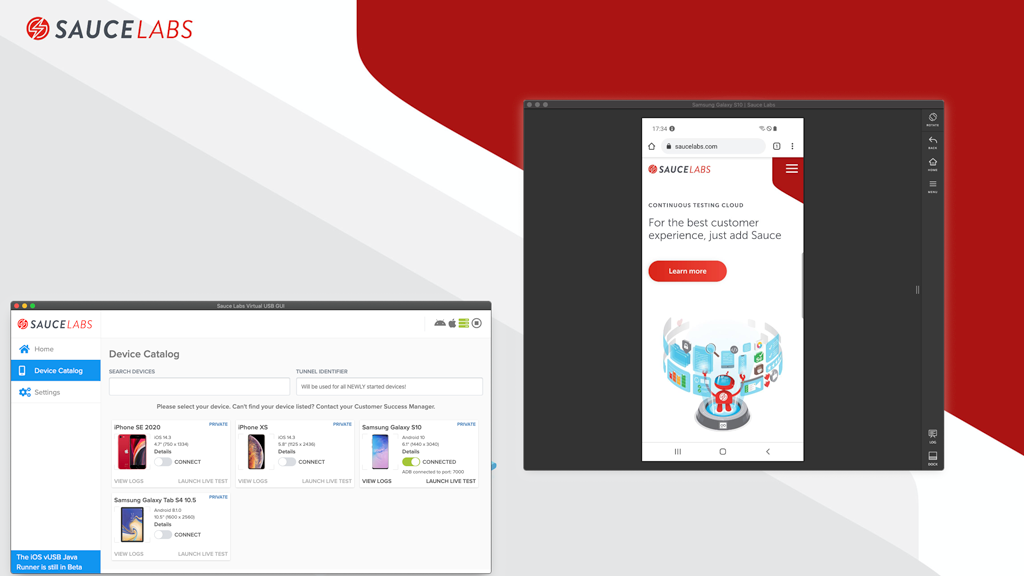 SAUCELABS
Samsung Galaxy S10 | Sauce Labs
17:34
saucelabs.com
SAUCELABS
CONTINUOUS TESTING CLOUD
For the best customer
experience, just add Sauce
Learn more
ROTATE
BACK
HOME
MENU
LOG
DOCK
Sauce Labs Virtual USB GUI
SAUCELABS
Home
Device Catalog
Settings
The iOS vUSB Java
Runner is still in Beta
Device Catalog
SEARCH DEVICES
TUNNEL IDENTIFIER
Will be used for all NEWLY started devices!
Please select your device. Can't find your device listed? Contact your Customer Success Manager.
PRIVATE
iPhone SE 2020
iOS 14.3
4.7" (750 x 1334)
Details
CONNECT
VIEW LOGS LAUNCH LIVE TEST
PRIVATE
iPhone XS
iOS 14.3
5.8" (1125 x 2436)
Details
CONNECT
VIEW LOGS LAUNCH LIVE TEST
PRIVATE
Samsung Galaxy S10
Android 10
6.1" (1440 x 3040)
Details
CONNECTED
ADB connected to port: 7000
VIEW LOGS LAUNCH LIVE TEST
PRIVATE
Samsung Galaxy Tab S4 10.5
Android 8.1.0
10.5" (1600 x 2560)
Details
CONNECT
VIEW LOGS LAUNCH LIVE TEST